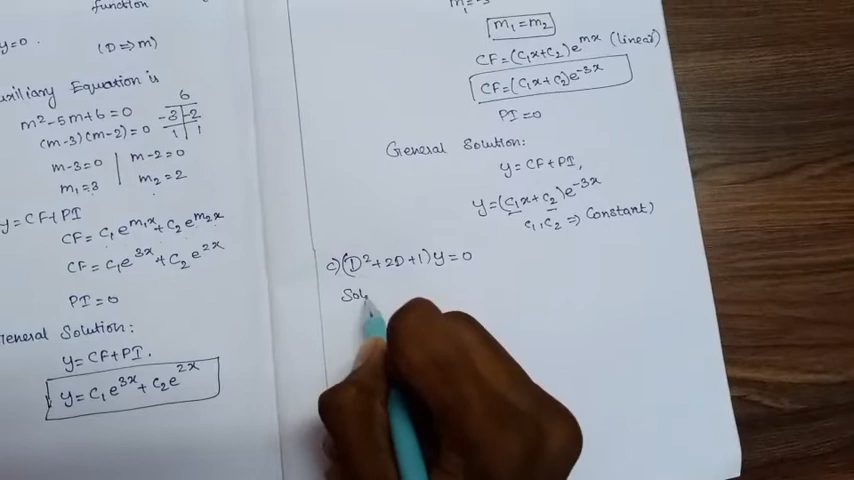 function
y=0.
(D⇒m)
uxiliary Equation is
m²-5m+6=0
6
-3 -2
1 1
(m-3)(m-2)=0
m-3=0 | m-2=0
m₁=3 | m₂=2
y=CF+PI
CF=c₁e^m₁x+c₂e^m₂x
CF=c₁e^3x+c₂e^2x
PI=0
General Solution:
y=CF+PI.
y=c₁e^3x+c₂e^2x
m₁=m₂
CF=(c₁x+c₂)e^mx (linear)
CF=(c₁x+c₂)e^-3x
PI=0
General Solution:
y=CF+PI,
y=(c₁x+c₂)e^-3x
c₁,c₂⇒Constant)
c)(D²+2D+1)y=0
Sol